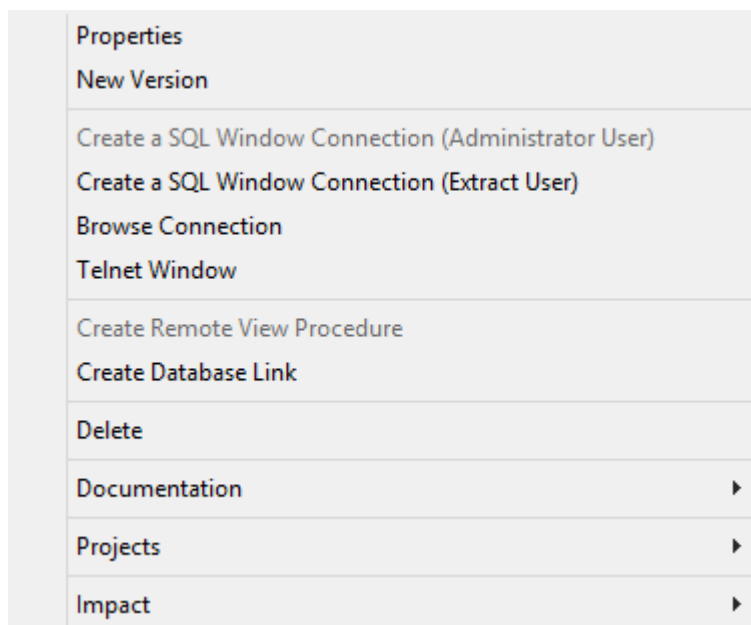 Properties
New Version
Create a SQL Window Connection (Administrator User)
Create a SQL Window Connection (Extract User)
Browse Connection
Telnet Window
Create Remote View Procedure
Create Database Link
Delete
Documentation
Projects
Impact